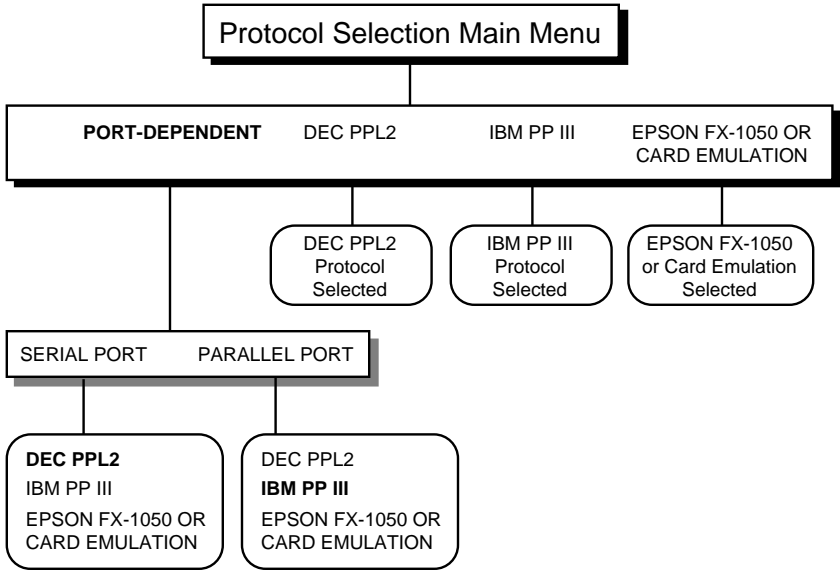 Protocol Selection Main Menu
PORT-DEPENDENT DEC PPL2 IBM PP III EPSON FX-1050 OR
CARD EMULATION
DEC PPL2
Protocol
Selected
IBM PP III
Protocol
Selected
EPSON FX-1050
or Card Emulation
Selected
SERIAL PORT PARALLEL PORT
DEC PPL2
IBM PP III
EPSON FX-1050 OR
CARD EMULATION
DEC PPL2
IBM PP III
EPSON FX-1050 OR
CARD EMULATION